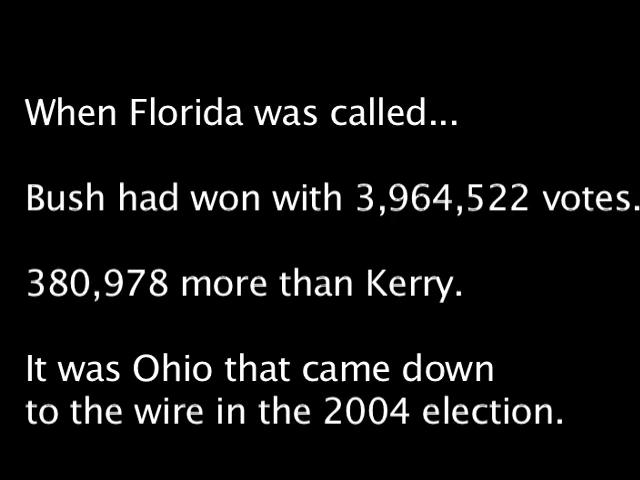 When Florida was called...
Bush had won with 3,964,522 votes.
380,978 more than Kerry.
It was Ohio that came down
to the wire in the 2004 election.